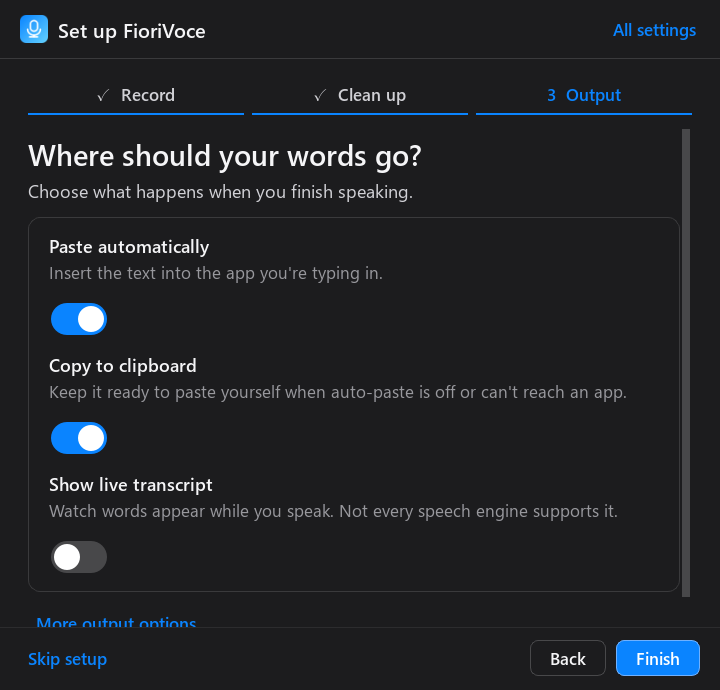 Set up FioriVoce
All settings
✓ Record
✓ Clean up
3 Output
Where should your words go?
Choose what happens when you finish speaking.
Paste automatically
Insert the text into the app you're typing in.
Copy to clipboard
Keep it ready to paste yourself when auto-paste is off or can't reach an app.
Show live transcript
Watch words appear while you speak. Not every speech engine supports it.
More output options
Skip setup
Back
Finish